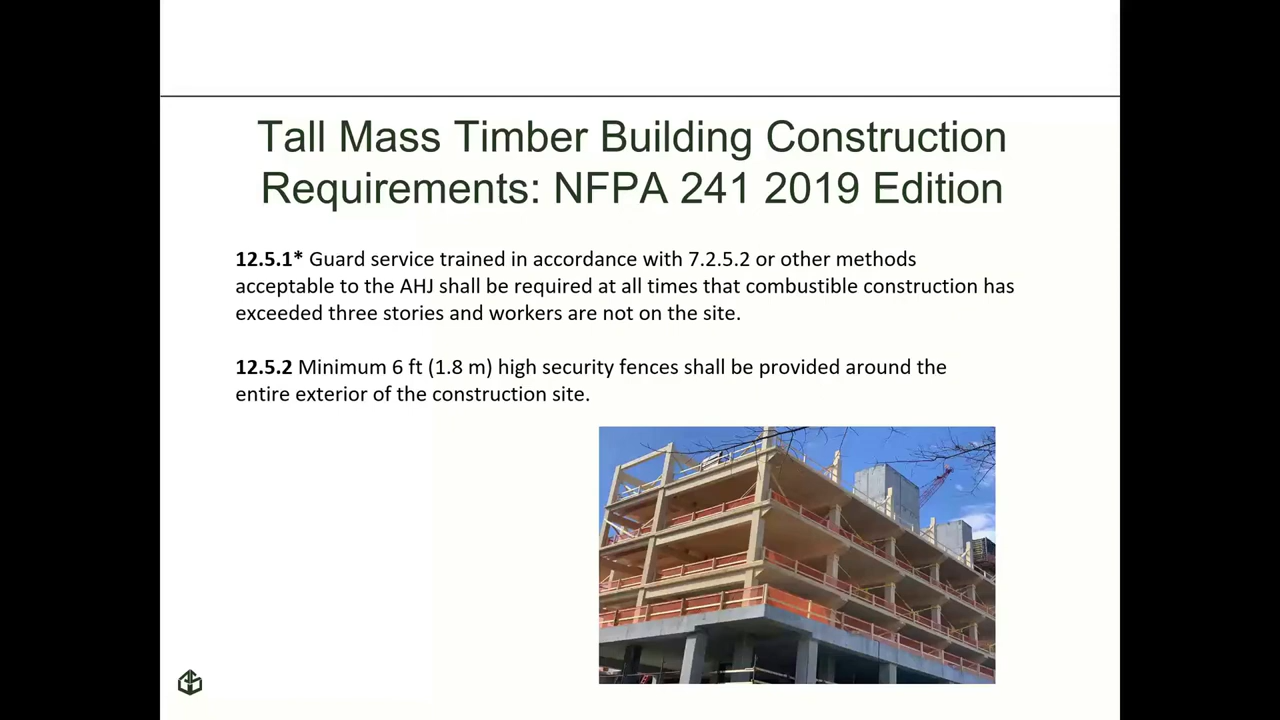 Tall Mass Timber Building Construction
Requirements: NFPA 241 2019 Edition
12.5.1* Guard service trained in accordance with 7.2.5.2 or other methods
acceptable to the AHJ shall be required at all times that combustible construction has
exceeded three stories and workers are not on the site.
12.5.2 Minimum 6 ft (1.8 m) high security fences shall be provided around the
entire exterior of the construction site.